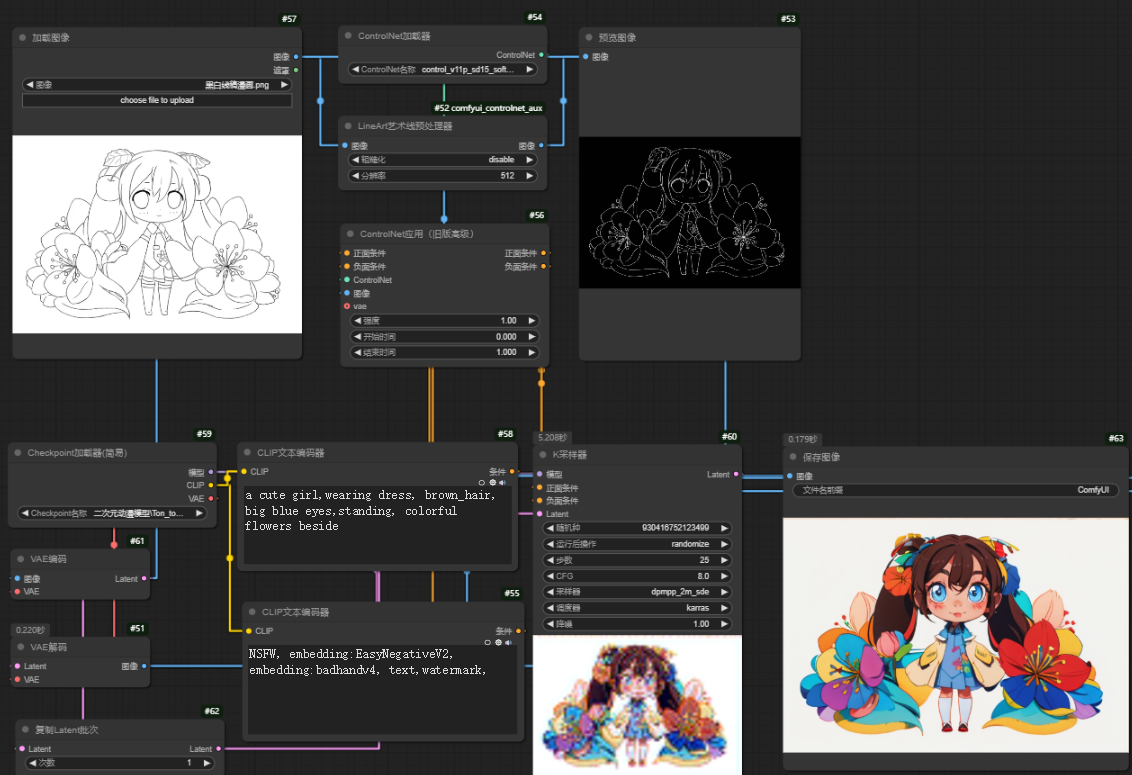 #57
加载图像
图像
遮罩
图像 黑白线稿漫画.png
choose file to upload
#54
ControlNet加载器
ControlNet
ControlNet名称 control_v11p_sd15_soft...
#52 comfyui_controlnet_aux
LineArt艺术线预处理器
图像 图像
粗糙化 disable
分辨率 512
#53
预览图像
图像
#56
ControlNet应用（旧版高级）
正面条件 正面条件
负面条件 负面条件
ControlNet
图像
vae
强度 1.00
开始时间 0.000
结束时间 1.000
#59
Checkpoint加载器(简易)
模型
CLIP
VAE
Checkpoint名称 二次元动漫模型\Ton_to...
#58
CLIP文本编码器
CLIP 条件
a cute girl,wearing dress, brown_hair,
big blue eyes,standing, colorful
flowers beside
5.208秒
#60
K采样器
模型 Latent
正面条件
负面条件
Latent
随机种 930416752123499
运行后操作 randomize
步数 25
CFG 8.0
采样器 dpmpp_2m_sde
调度器 karras
降噪 1.00
0.179秒
#63
保存图像
图像
文件名前缀 ComfyUI
#61
VAE编码
图像 Latent
VAE
0.220秒
#51
VAE解码
Latent 图像
VAE
#55
CLIP文本编码器
CLIP 条件
NSFW, embedding:EasyNegativeV2,
embedding:badhandv4, text,watermark,
#62
复制Latent批次
Latent Latent
次数 1